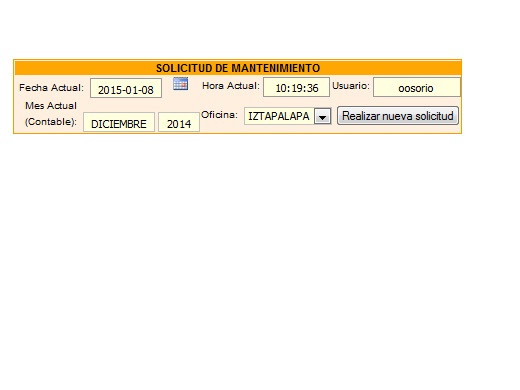 SOLICITUD DE MANTENIMIENTO
Fecha Actual: 2015-01-08 Hora Actual: 10:19:36 Usuario: oosorio
Mes Actual
(Contable): DICIEMBRE 2014 Oficina: IZTAPALAPA Realizar nueva solicitud